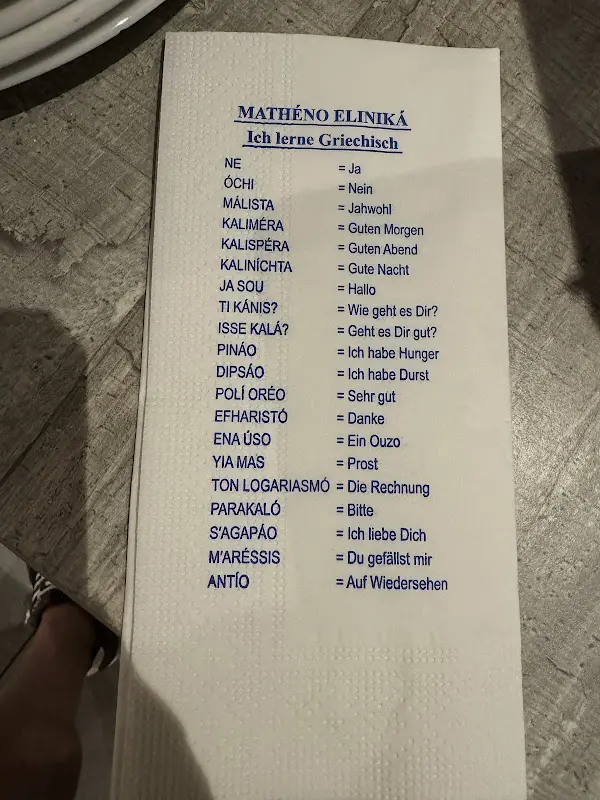 MATHÉNO ELINIKÁ
Ich lerne Griechisch
NE = Ja
ÓCHI = Nein
MÁLISTA = Jahwohl
KALIMÉRA = Guten Morgen
KALISPÉRA = Guten Abend
KALINÍCHTA = Gute Nacht
JA SOU = Hallo
TI KÁNIS? = Wie geht es Dir?
ISSE KALÁ? = Geht es Dir gut?
PINÁO = Ich habe Hunger
DIPSÁO = Ich habe Durst
POLÍ ORÉO = Sehr gut
EFHARISTÓ = Danke
ENA ÚSO = Ein Ouzo
YIA MAS = Prost
TON LOGARIASMÓ = Die Rechnung
PARAKALÓ = Bitte
S'AGAPÁO = Ich liebe Dich
M'ARÉSSIS = Du gefällst mir
ANTÍO = Auf Wiedersehen